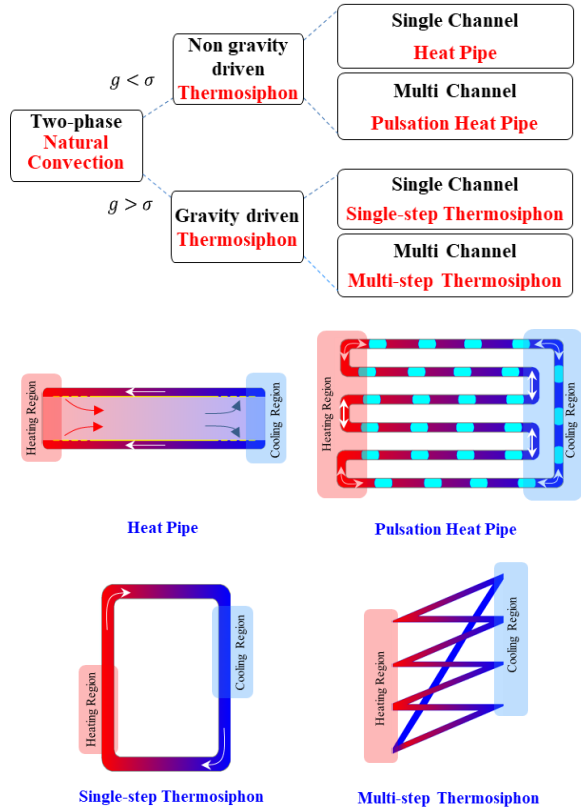 Single Channel
Heat Pipe
Non gravity
driven
Thermosiphon
g < σ
Multi Channel
Pulsation Heat Pipe
Two-phase
Natural
Convection
g > σ
Single Channel
Single-step Thermosiphon
Gravity driven
Thermosiphon
Multi Channel
Multi-step Thermosiphon
Heating Region
Cooling Region
Heating Region
Cooling Region
Heat Pipe
Pulsation Heat Pipe
Heating Region
Cooling Region
Heating Region
Cooling Region
Single-step Thermosiphon
Multi-step Thermosiphon